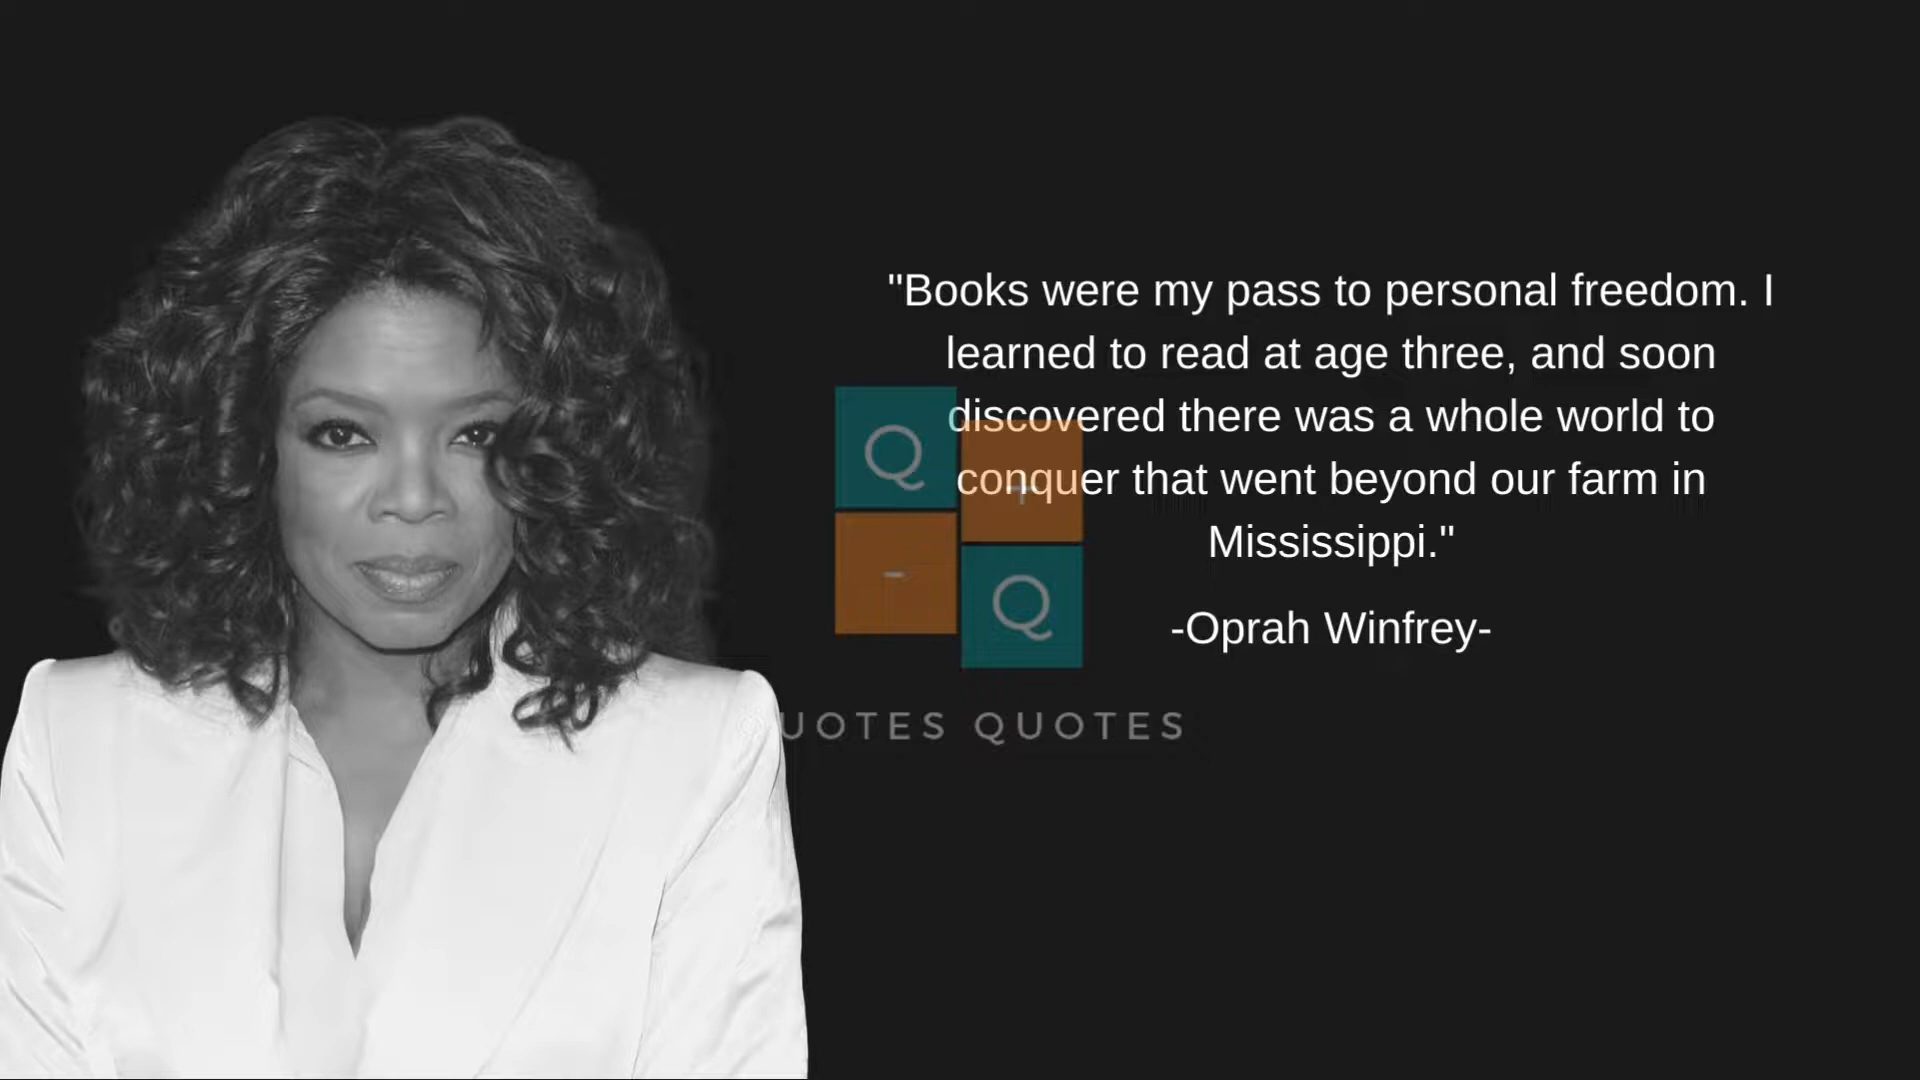 "Books were my pass to personal freedom. I
learned to read at age three, and soon
discovered there was a whole world to
conquer that went beyond our farm in
Mississippi."
-Oprah Winfrey-
Q
+
-
Q
QUOTES QUOTES